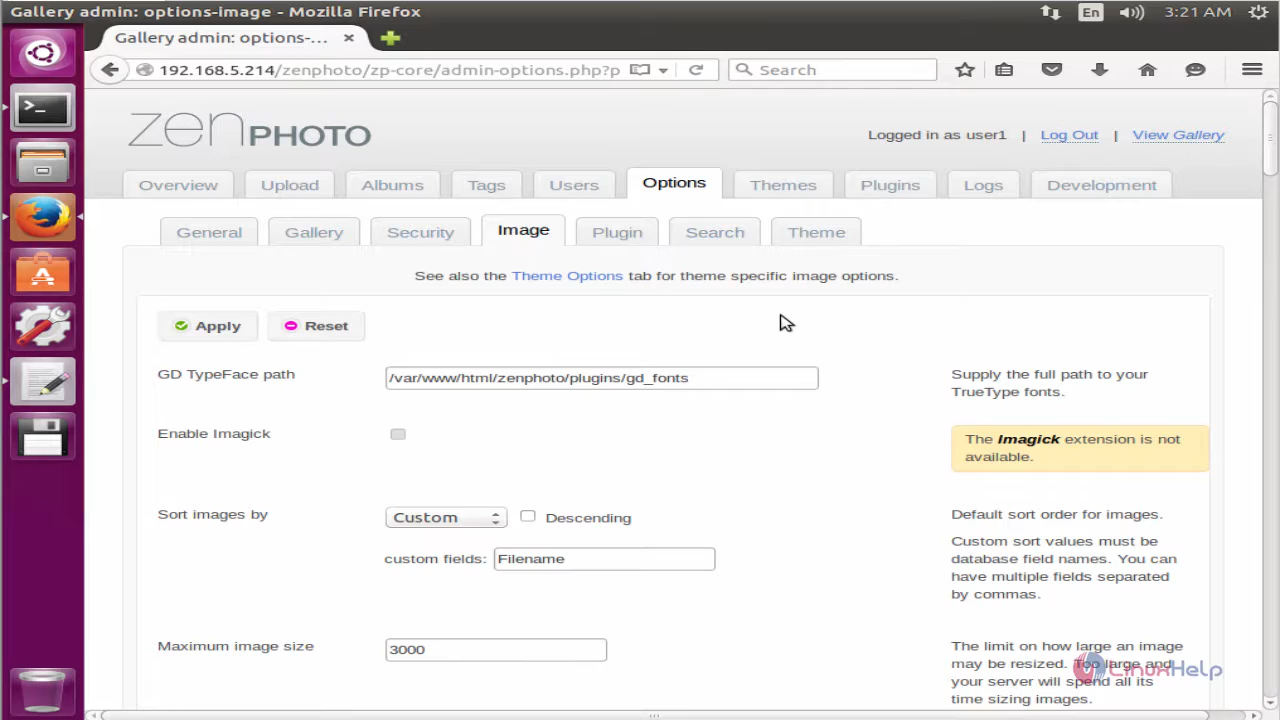 Gallery admin: options-image - Mozilla Firefox
En
3:21 AM
Gallery admin: options-...
192.168.5.214/zenphoto/zp-core/admin-options.php?p
Search
zenPHOTO
Logged in as user1 | Log Out | View Gallery
Overview Upload Albums Tags Users Options Themes Plugins Logs Development
General Gallery Security Image Plugin Search Theme
See also the Theme Options tab for theme specific image options.
Apply Reset
GD TypeFace path
/var/www/html/zenphoto/plugins/gd_fonts
Supply the full path to your
TrueType fonts.
Enable Imagick
The Imagick extension is not
available.
Sort images by
Custom
Descending
custom fields: Filename
Default sort order for images.
Custom sort values must be
database field names. You can
have multiple fields separated
by commas.
Maximum image size
3000
The limit on how large an image
may be resized. Too large and
your server will spend all its
time sizing images.
LinuxHelp